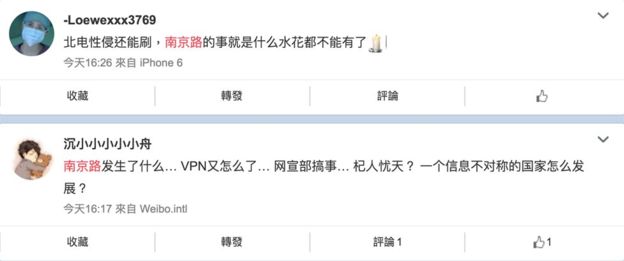 -Loewexxx3769
北电性侵还能刷，南京路的事就是什么水花都不能有了🕯️
今天16:26 來自 iPhone 6
收藏 轉發 評論
沉小小小小小舟
南京路发生了什么... VPN又怎么了... 网宣部搞事... 杞人忧天？ 一个信息不对称的国家怎么发
展？
今天16:17 來自 Weibo.intl
收藏 轉發 評論 1 1